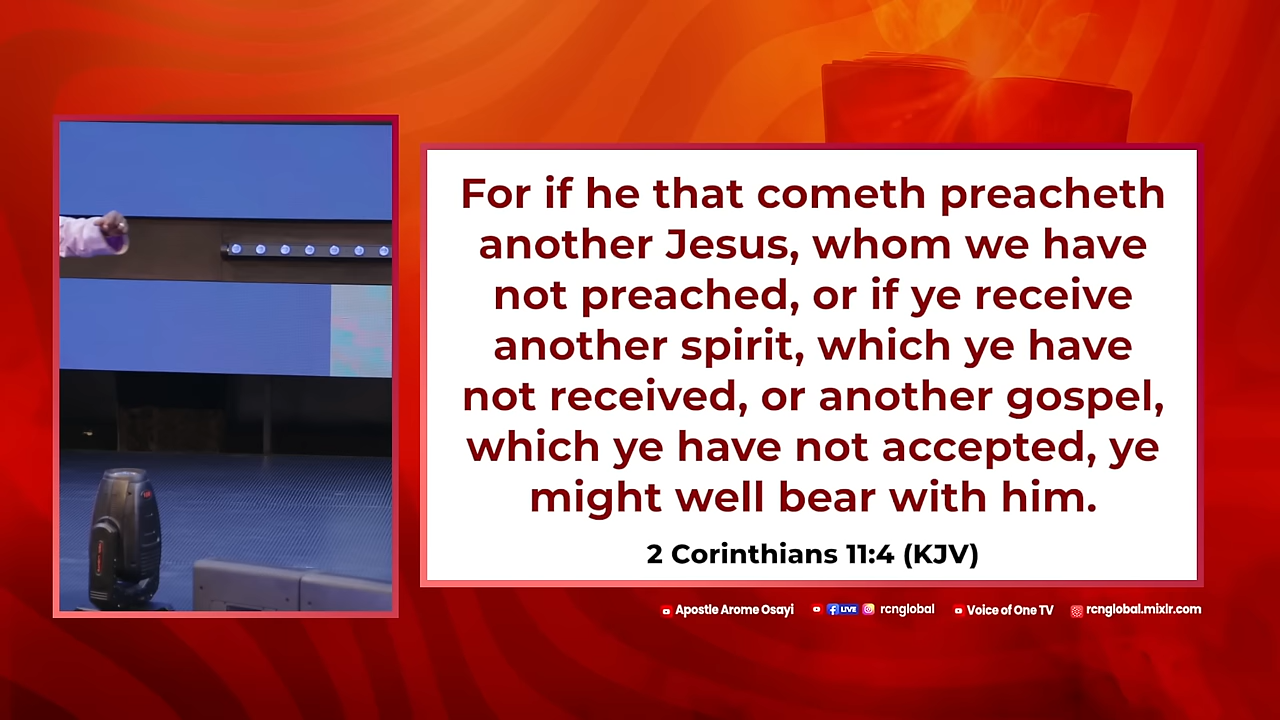 For if he that cometh preacheth
another Jesus, whom we have
not preached, or if ye receive
another spirit, which ye have
not received, or another gospel,
which ye have not accepted, ye
might well bear with him.
2 Corinthians 11:4 (KJV)
Apostle Arome Osayi LIVE rcnglobal Voice of One TV rcnglobal.mixlr.com